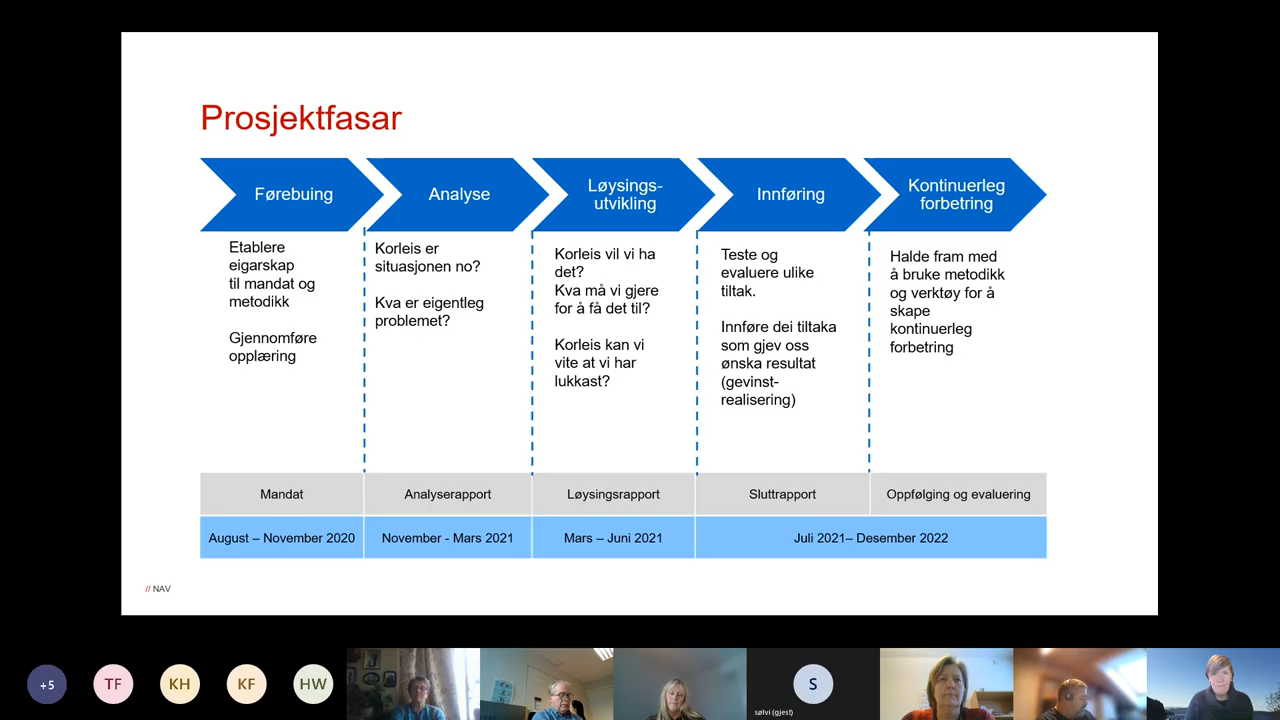 Prosjektfasar
Førebuing
Analyse
Løysings-
utvikling
Innføring
Kontinuerleg
forbetring
Etablere
eigarskap
til mandat og
metodikk
Gjennomføre
opplæring
Korleis er
situasjonen no?
Kva er eigentleg
problemet?
Korleis vil vi ha
det?
Kva må vi gjere
for å få det til?
Korleis kan vi
vite at vi har
lukkast?
Teste og
evaluere ulike
tiltak.
Innføre dei tiltaka
som gjev oss
ønska resultat
(gevinst-
realisering)
Halde fram med
å bruke metodikk
og verktøy for å
skape
kontinuerleg
forbetring
Mandat
Analyserapport
Løysingsrapport
Sluttrapport
Oppfølging og evaluering
August – November 2020
November - Mars 2021
Mars – Juni 2021
Juli 2021– Desember 2022
// NAV
+5
TF
KH
KF
HW
S
sølvi (gjest)